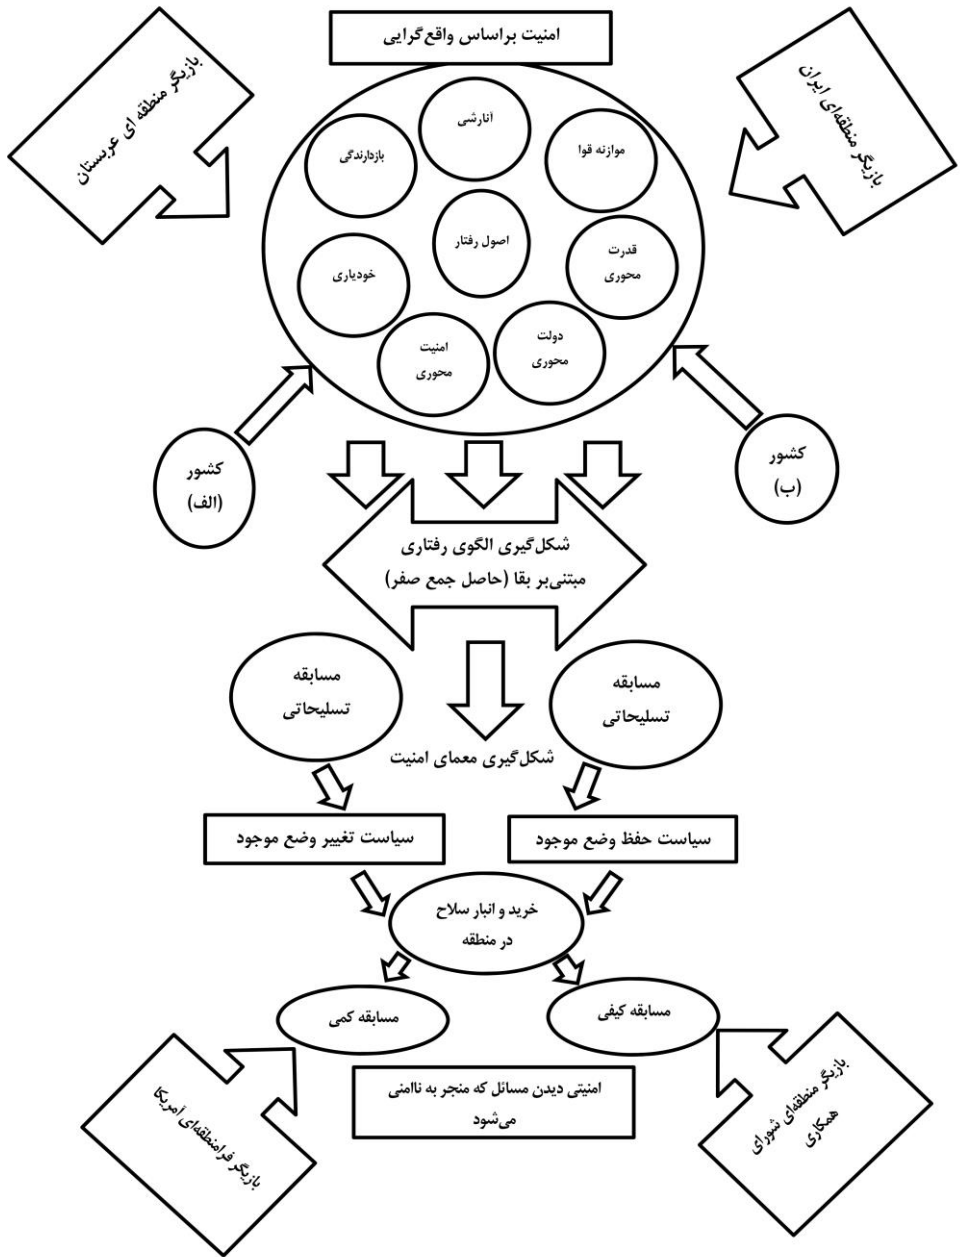 امنیت براساس واقع‌گرایی
بازیگر منطقه‌ای ایران
بازیگر منطقه ای عربستان
آنارشی
موازنه قوا
بازدارندگی
اصول رفتار
قدرت
محوری
خودیاری
دولت
محوری
امنیت
محوری
کشور
(ب)
کشور
(الف)
شکل‌گیری الگوی رفتاری
مبتنی‌بر بقا (حاصل جمع صفر)
مسابقه
تسلیحاتی
مسابقه
تسلیحاتی
شکل‌گیری معمای امنیت
سیاست حفظ وضع موجود
سیاست تغییر وضع موجود
خرید و انبار سلاح
در منطقه
مسابقه کیفی
مسابقه کمی
امنیتی دیدن مسائل که منجر به ناامنی
می‌شود
بازیگر منطقه‌ای شورای
همکاری
بازیگر فرامنطقه‌ای آمریکا